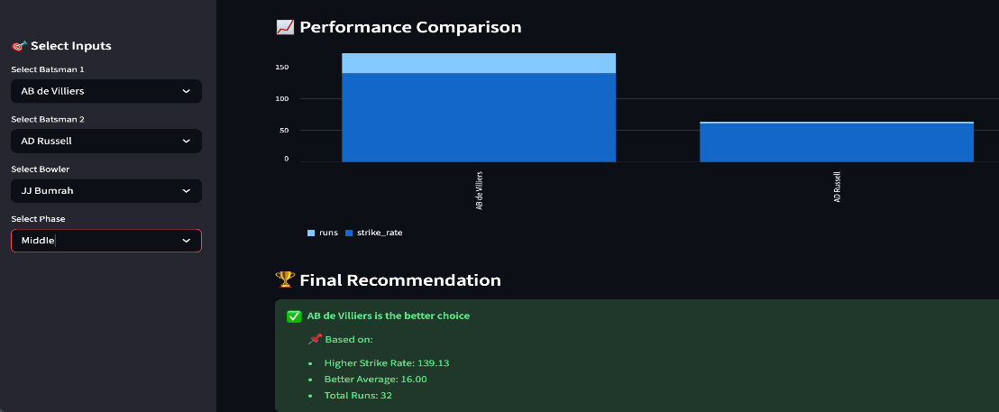 🎯 Select Inputs
Select Batsman 1
AB de Villiers
Select Batsman 2
AD Russell
Select Bowler
JJ Bumrah
Select Phase
Middle
📈 Performance Comparison
150
100
50
0
AB de Villiers
AD Russell
runs strike_rate
🏆 Final Recommendation
✅ AB de Villiers is the better choice
📌 Based on:
• Higher Strike Rate: 139.13
• Better Average: 16.00
• Total Runs: 32